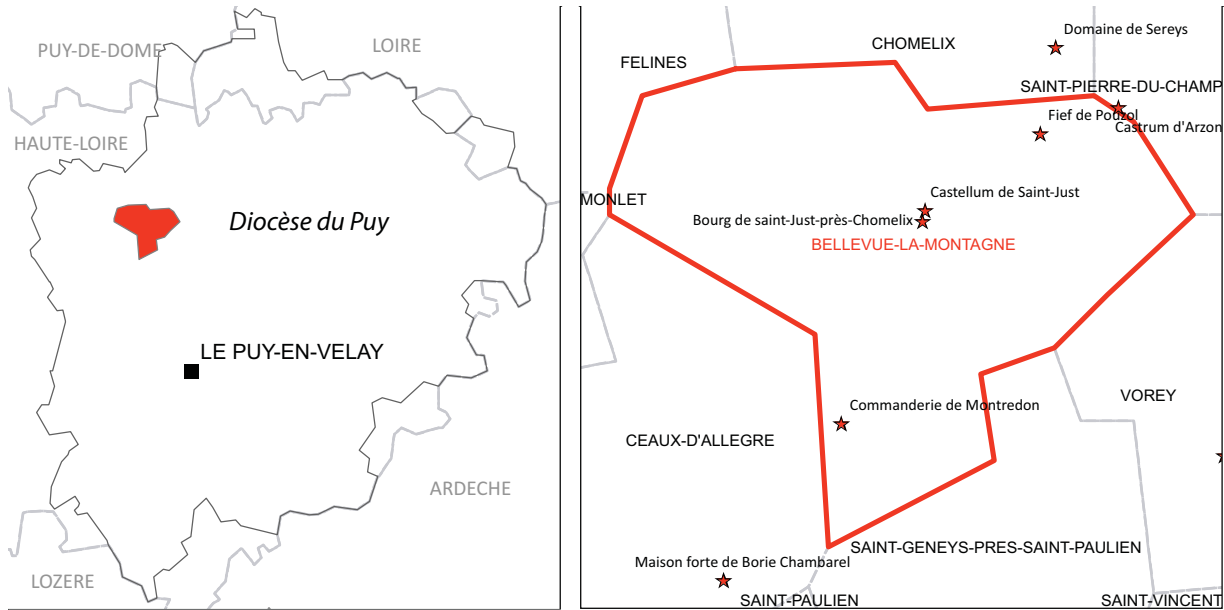 PUY-DE-DOME
LOIRE
HAUTE-LOIRE
Diocèse du Puy
LE PUY-EN-VELAY
ARDECHE
LOZERE
Domaine de Sereys
CHOMELIX
FELINES
SAINT-PIERRE-DU-CHAMP
Fief de Pouzol
Castrum d'Arzon
MONLET
Castellum de Saint-Just
Bourg de saint-Just-près-Chomelix
BELLEVUE-LA-MONTAGNE
VOREY
Commanderie de Montredon
CEAUX-D'ALLEGRE
SAINT-GENEYS-PRES-SAINT-PAULIEN
Maison forte de Borie Chambarel
SAINT-PAULIEN
SAINT-VINCENT